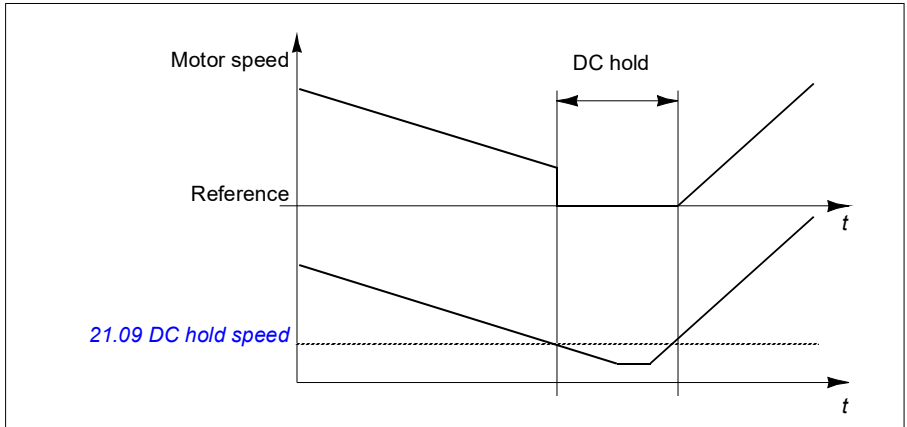 Motor speed
DC hold
Reference
t
21.09 DC hold speed
t